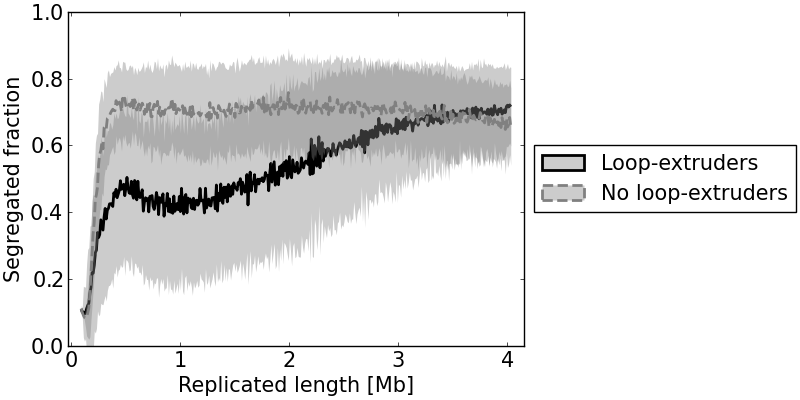 1.0
0.8
0.6
0.4
0.2
0.0
Segregated fraction
0
1
2
3
4
Replicated length [Mb]
Loop-extruders
No loop-extruders